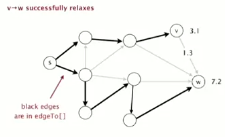 v→w successfully relaxes
v 3.1
1.3
s
w 7.2
black edges
are in edgeTo[]